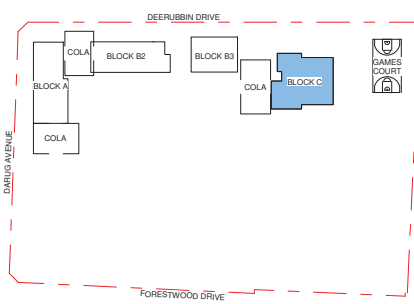 DEERUBBIN DRIVE
COLA
BLOCK B2
BLOCK B3
GAMES
COURT
BLOCK A
COLA
BLOCK C
COLA
DARUG AVENUE
FORESTWOOD DRIVE